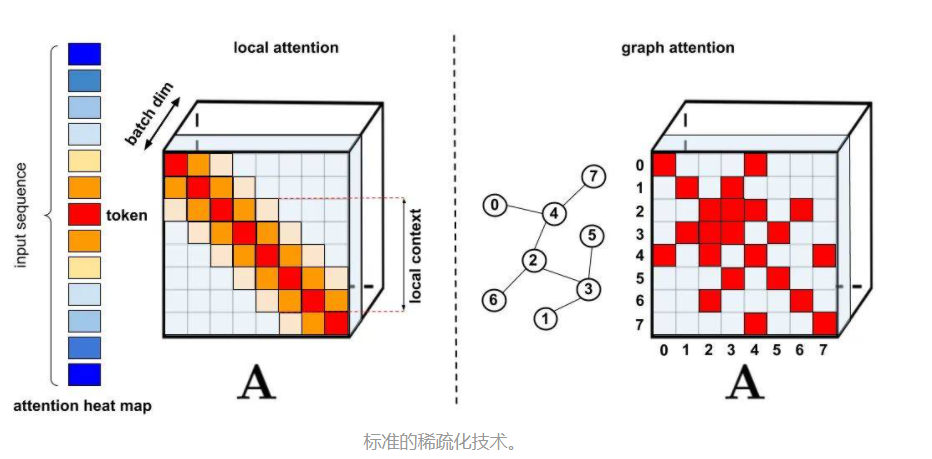 local attention
graph attention
batch dim
input sequence
token
local context
attention heat map
A
0
1
2
3
4
5
6
7
0 1 2 3 4 5 6 7
7
0
4
5
2
3
6
1
A
标准的稀疏化技术。